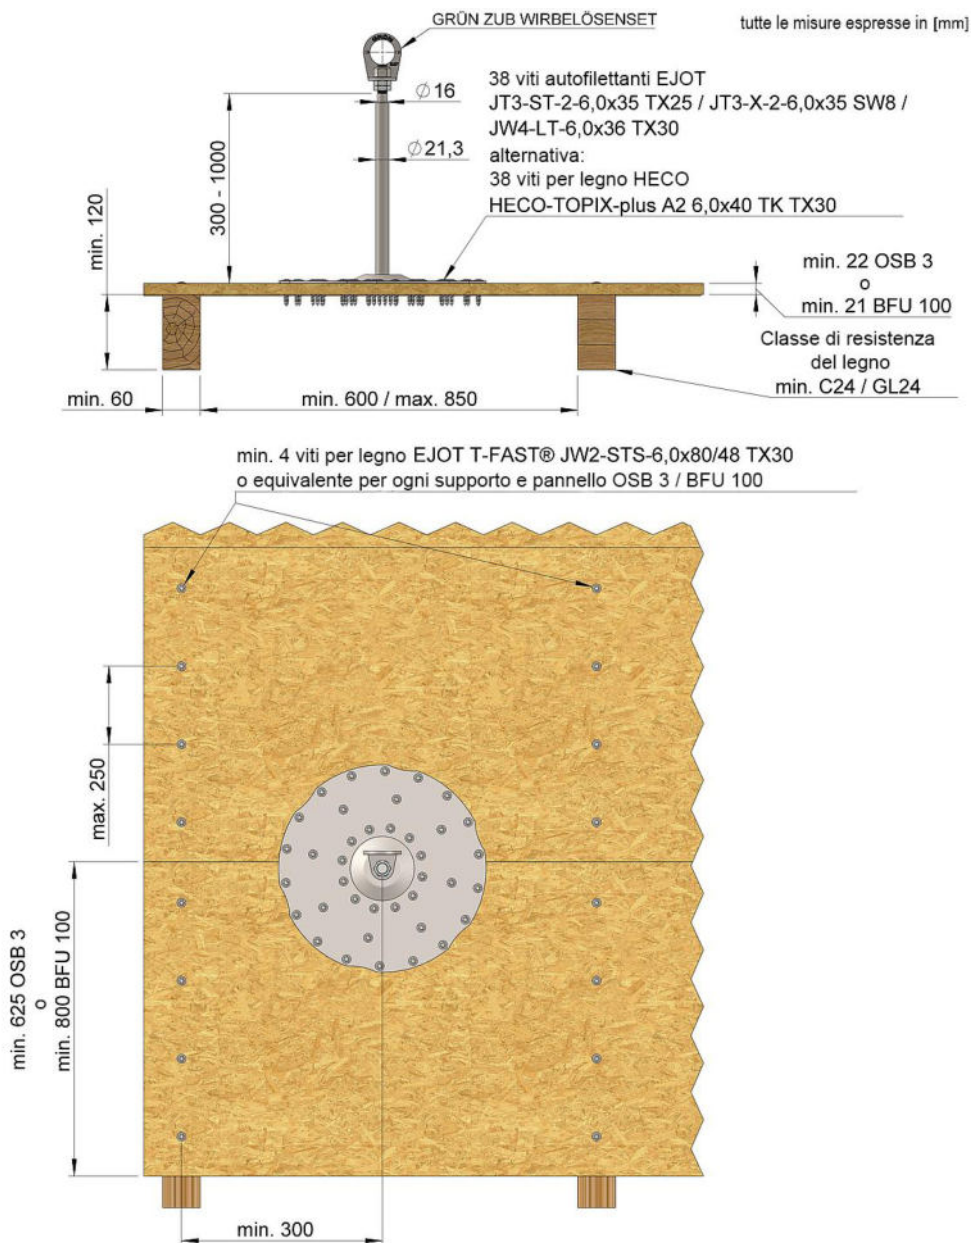 GRÜN ZUB WIRBELÖSENSET
tutte le misure espresse in [mm]
GRÜN
38 viti autofilettanti EJOT
JT3-ST-2-6,0x35 TX25 / JT3-X-2-6,0x35 SW8 /
JW4-LT-6,0x36 TX30
alternativa:
38 viti per legno HECO
HECO-TOPIX-plus A2 6,0x40 TK TX30
∅16
∅21,3
300 - 1000
min. 120
min. 22 OSB 3
o
min. 21 BFU 100
Classe di resistenza
del legno
min. C24 / GL24
min. 60
min. 600 / max. 850
min. 4 viti per legno EJOT T-FAST® JW2-STS-6,0x80/48 TX30
o equivalente per ogni supporto e pannello OSB 3 / BFU 100
max. 250
min. 625 OSB 3
o
min. 800 BFU 100
min. 300